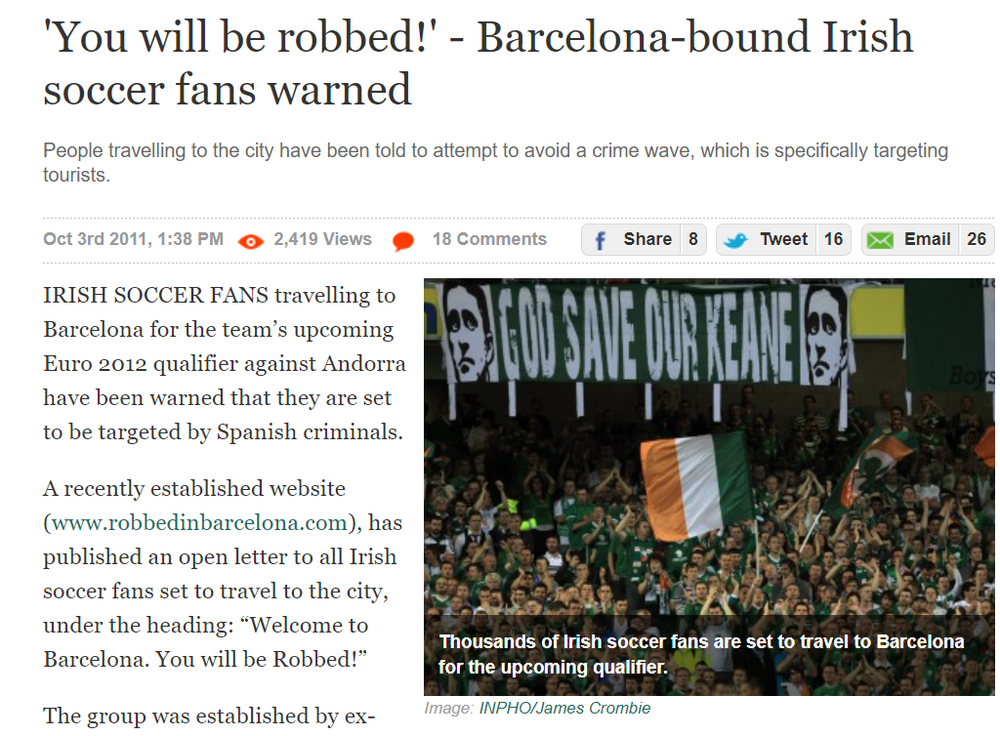 'You will be robbed!' - Barcelona-bound Irish
soccer fans warned
People travelling to the city have been told to attempt to avoid a crime wave, which is specifically targeting
tourists.
Oct 3rd 2011, 1:38 PM 2,419 Views 18 Comments Share 8 Tweet 16 Email 26
IRISH SOCCER FANS travelling to
Barcelona for the team’s upcoming
Euro 2012 qualifier against Andorra
have been warned that they are set
to be targeted by Spanish criminals.
A recently established website
(www.robbedinbarcelona.com), has
published an open letter to all Irish
soccer fans set to travel to the city,
under the heading: “Welcome to
Barcelona. You will be Robbed!”
The group was established by ex-
GOD SAVE OUR KEANE
Boys
Thousands of Irish soccer fans are set to travel to Barcelona
for the upcoming qualifier.
Image: INPHO/James Crombie